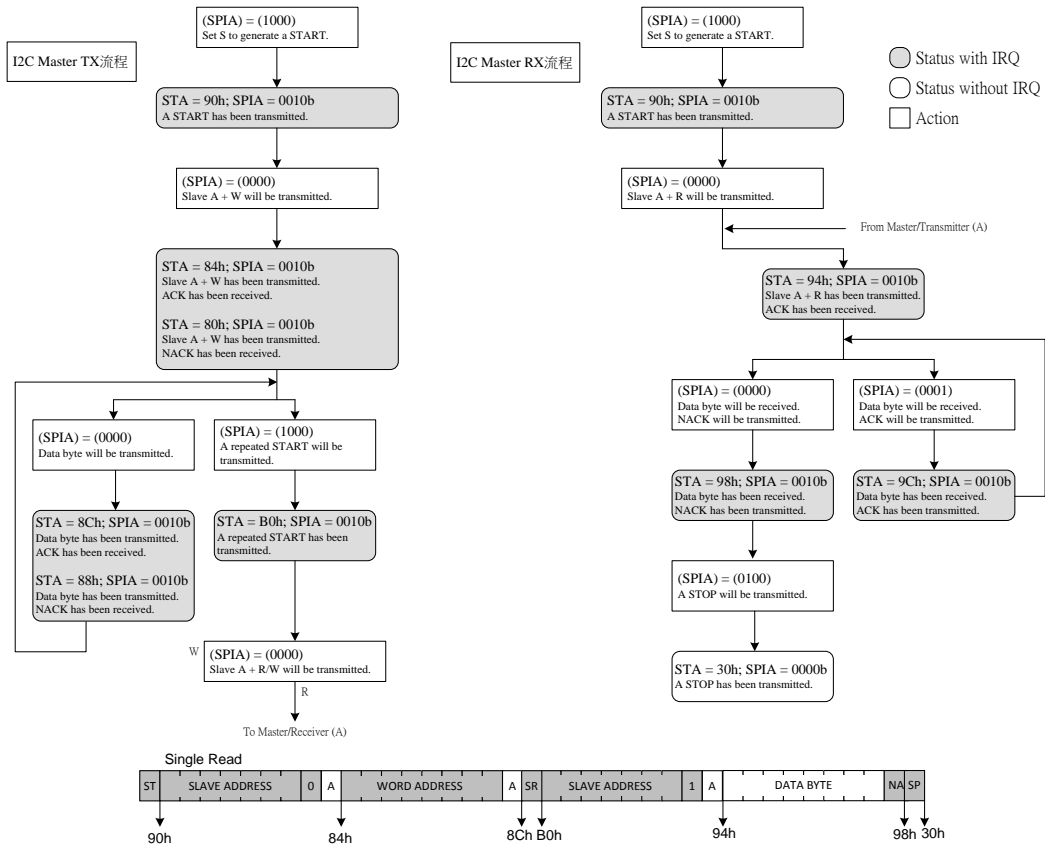 I2C Master TX流程
(SPIA) = (1000)
Set S to generate a START.
STA = 90h; SPIA = 0010b
A START has been transmitted.
(SPIA) = (0000)
Slave A + W will be transmitted.
STA = 84h; SPIA = 0010b
Slave A + W has been transmitted.
ACK has been received.
STA = 80h; SPIA = 0010b
Slave A + W has been transmitted.
NACK has been received.
(SPIA) = (0000)
Data byte will be transmitted.
(SPIA) = (1000)
A repeated START will be
transmitted.
STA = 8Ch; SPIA = 0010b
Data byte has been transmitted.
ACK has been received.
STA = 88h; SPIA = 0010b
Data byte has been transmitted.
NACK has been received.
STA = B0h; SPIA = 0010b
A repeated START has been
transmitted.
W
(SPIA) = (0000)
Slave A + R/W will be transmitted.
R
To Master/Receiver (A)
I2C Master RX流程
(SPIA) = (1000)
Set S to generate a START.
STA = 90h; SPIA = 0010b
A START has been transmitted.
(SPIA) = (0000)
Slave A + R will be transmitted.
From Master/Transmitter (A)
STA = 94h; SPIA = 0010b
Slave A + R has been transmitted.
ACK has been received.
(SPIA) = (0000)
Data byte will be received.
NACK will be transmitted.
(SPIA) = (0001)
Data byte will be received.
ACK will be transmitted.
STA = 98h; SPIA = 0010b
Data byte has been received.
NACK has been transmitted.
STA = 9Ch; SPIA = 0010b
Data byte has been received.
ACK has been transmitted.
(SPIA) = (0100)
A STOP will be transmitted.
STA = 30h; SPIA = 0000b
A STOP has been transmitted.
Status with IRQ
Status without IRQ
Action
Single Read
ST SLAVE ADDRESS 0 A WORD ADDRESS A SR SLAVE ADDRESS 1 A DATA BYTE NA SP
90h 84h 8Ch B0h 94h 98h 30h